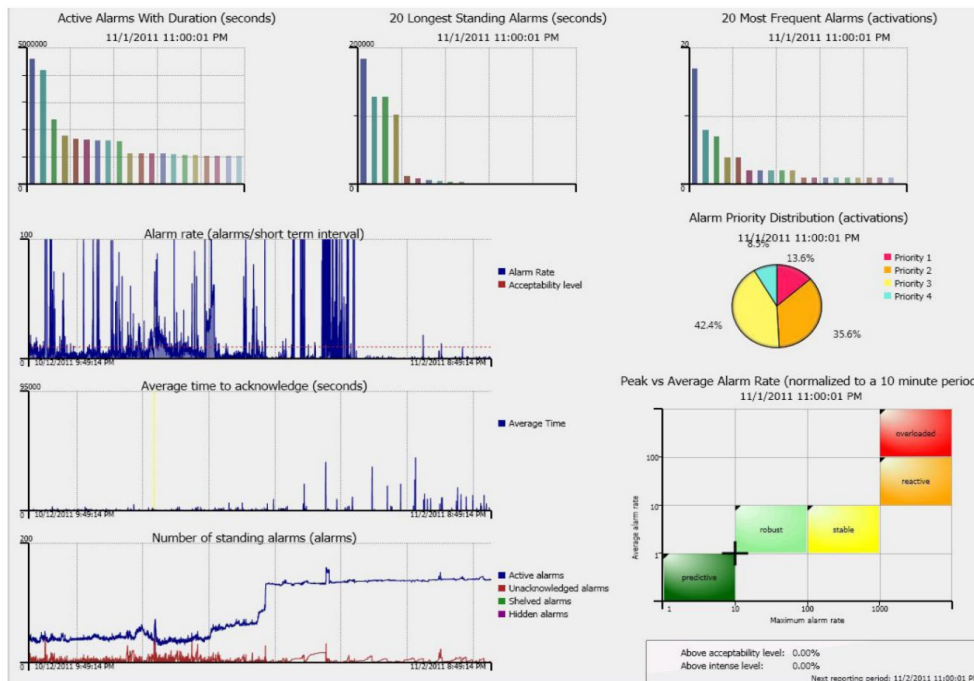 Active Alarms With Duration (seconds)
11/1/2011 11:00:01 PM
5000000
0
20 Longest Standing Alarms (seconds)
11/1/2011 11:00:01 PM
200000
0
20 Most Frequent Alarms (activations)
11/1/2011 11:00:01 PM
20
0
Alarm rate (alarms/short term interval)
100
0
10/12/2011 9:49:14 PM
11/2/2011 8:49:14 PM
Alarm Rate
Acceptability level
Alarm Priority Distribution (activations)
11/1/2011 11:00:01 PM
8.5%
13.6%
42.4%
35.6%
Priority 1
Priority 2
Priority 3
Priority 4
Average time to acknowledge (seconds)
95000
0
10/12/2011 9:49:14 PM
11/2/2011 8:49:14 PM
Average Time
Peak vs Average Alarm Rate (normalized to a 10 minute period
11/1/2011 11:00:01 PM
Average alarm rate
100
10
1
overloaded
reactive
robust
stable
predictive
1
10
100
1000
Maximum alarm rate
Number of standing alarms (alarms)
200
0
10/12/2011 9:49:14 PM
11/2/2011 8:49:14 PM
Active alarms
Unacknowledged alarms
Shelved alarms
Hidden alarms
Above acceptability level: 0.00%
Above intense level: 0.00%
Next reporting period: 11/2/2011 11:00:01 PM